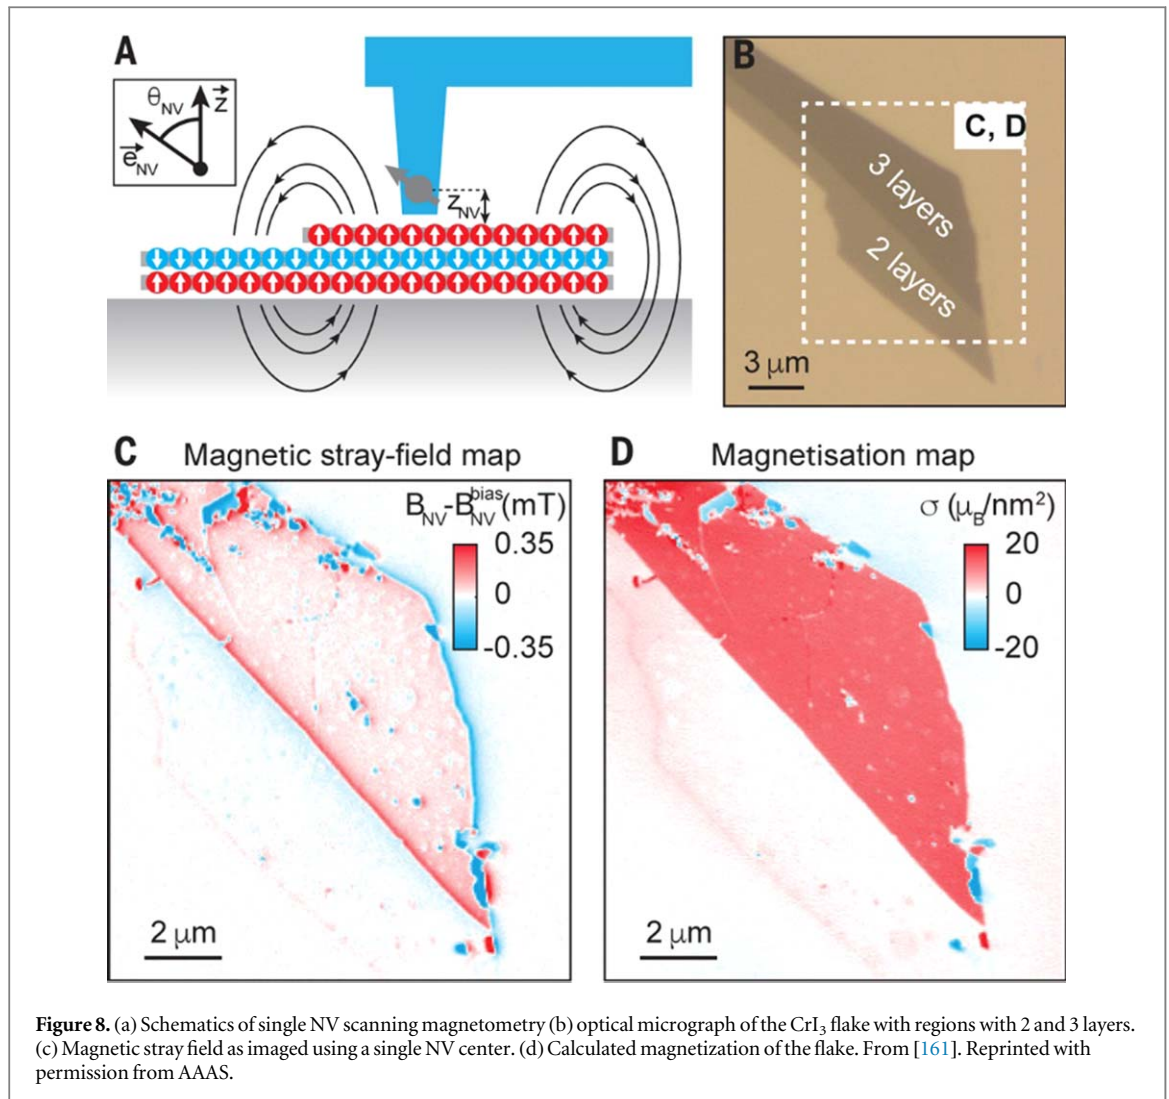 A
θNV
z
eNV
zNV
B
C, D
3 layers
2 layers
3 μm
C
Magnetic stray-field map
BNV-BNVbias(mT)
0.35
0
-0.35
2 μm
D
Magnetisation map
σ (μB/nm²)
20
0
-20
2 μm
Figure 8. (a) Schematics of single NV scanning magnetometry (b) optical micrograph of the CrI₃ flake with regions with 2 and 3 layers.
(c) Magnetic stray field as imaged using a single NV center. (d) Calculated magnetization of the flake. From [161]. Reprinted with
permission from AAAS.